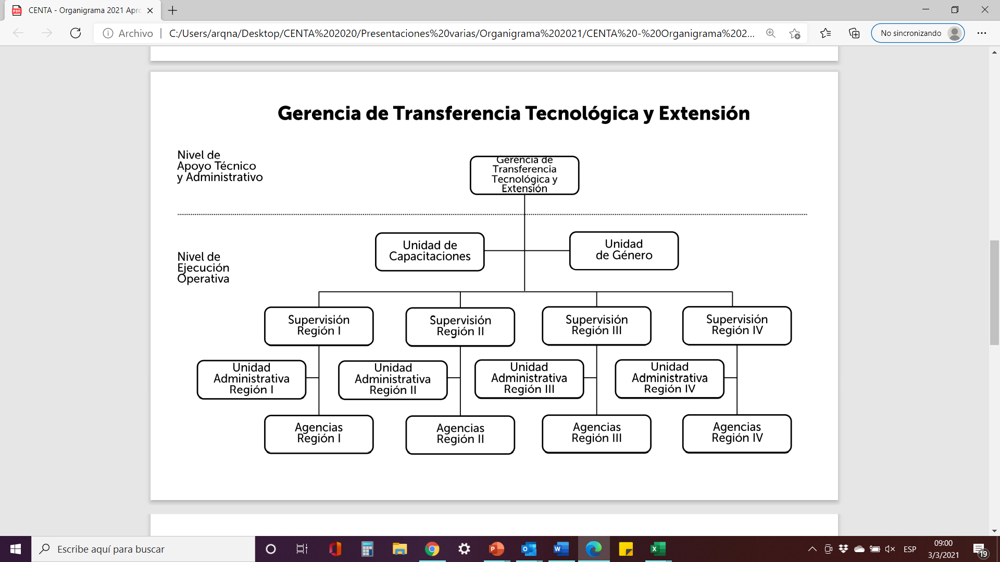 CENTA - Organigrama 2021 Apro
Archivo
C:/Users/arqna/Desktop/CENTA%202020/Presentaciones%20varias/Organigrama%202021/CENTA%20-%20Organigrama%202...
No sincronizando
Gerencia de Transferencia Tecnológica y Extensión
Nivel de
Apoyo Técnico
y Administrativo
Gerencia de
Transferencia
Tecnológica y
Extensión
Nivel de
Ejecución
Operativa
Unidad de
Capacitaciones
Unidad
de Género
Supervisión
Región I
Supervisión
Región II
Supervisión
Región III
Supervisión
Región IV
Unidad
Administrativa
Región I
Unidad
Administrativa
Región II
Unidad
Administrativa
Región III
Unidad
Administrativa
Región IV
Agencias
Región I
Agencias
Región II
Agencias
Región III
Agencias
Región IV
Escribe aquí para buscar
ESP
09:00
3/3/2021
19